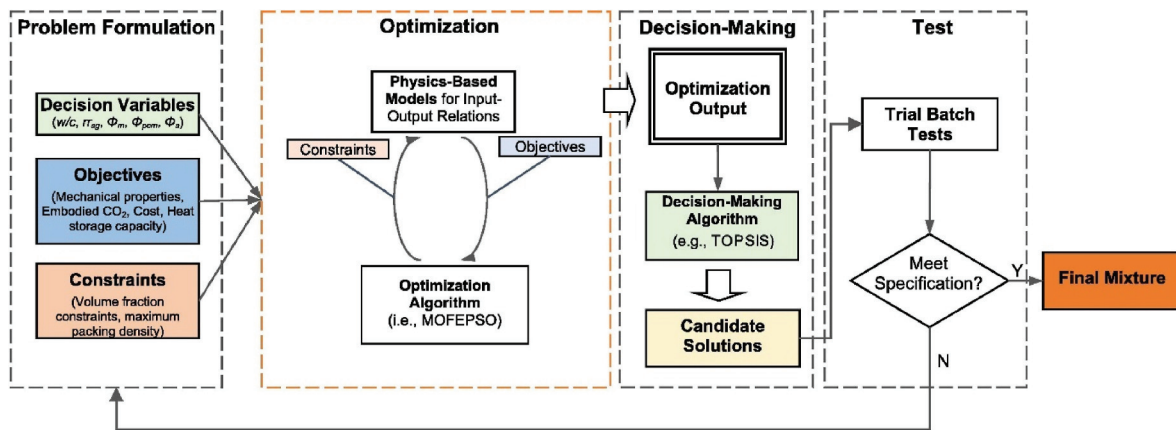 Problem Formulation
Decision Variables
(w/c, rr_ag, Φ_m, Φ_pcm, Φ_a)
Objectives
(Mechanical properties,
Embodied CO₂, Cost, Heat
storage capacity)
Constraints
(Volume fraction
constraints, maximum
packing density)
Optimization
Physics-Based
Models for Input-
Output Relations
Constraints
Objectives
Optimization
Algorithm
(i.e., MOFEPSO)
Decision-Making
Optimization
Output
Decision-Making
Algorithm
(e.g., TOPSIS)
Candidate
Solutions
Test
Trial Batch
Tests
Meet
Specification?
Y
N
Final Mixture